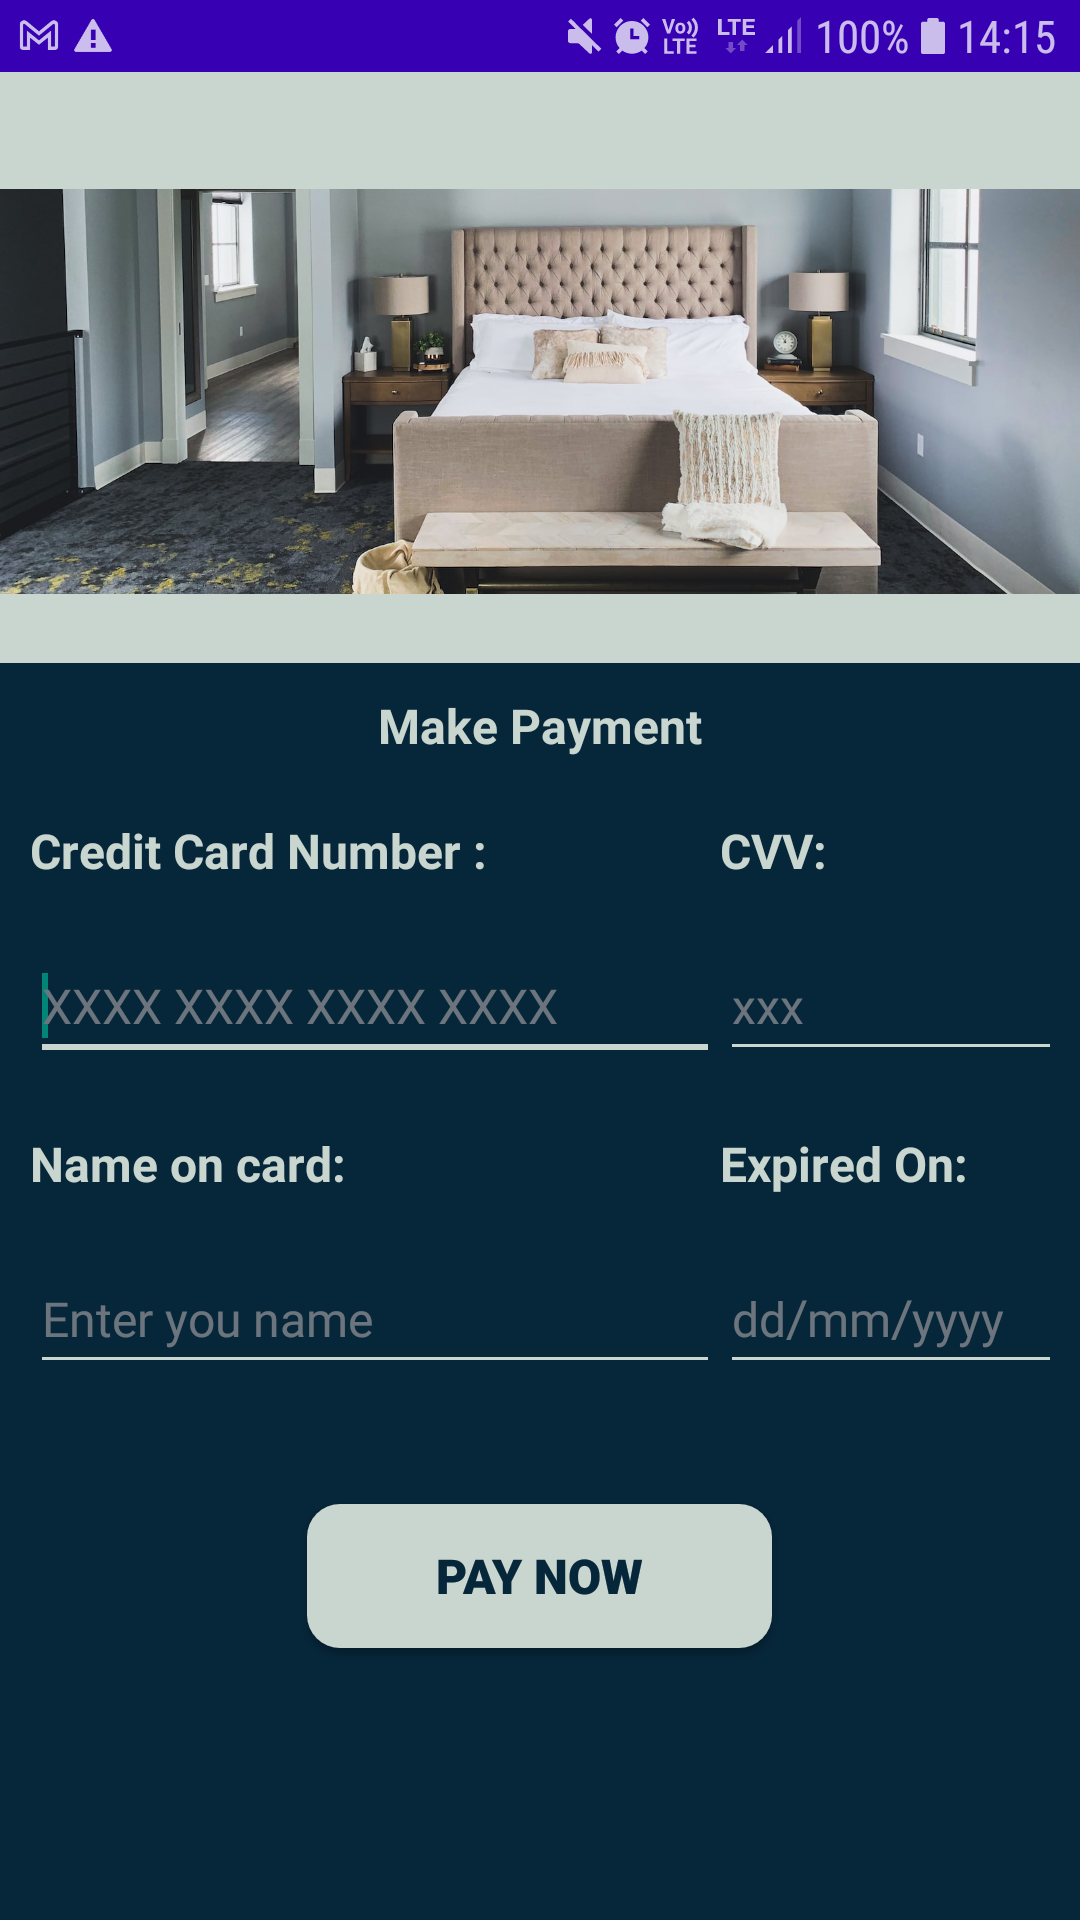 Vo)) LTE LTE 100% 14:15
Make Payment
Credit Card Number : CVV:
XXXX XXXX XXXX XXXX xxx
Name on card: Expired On:
Enter you name dd/mm/yyyy
PAY NOW